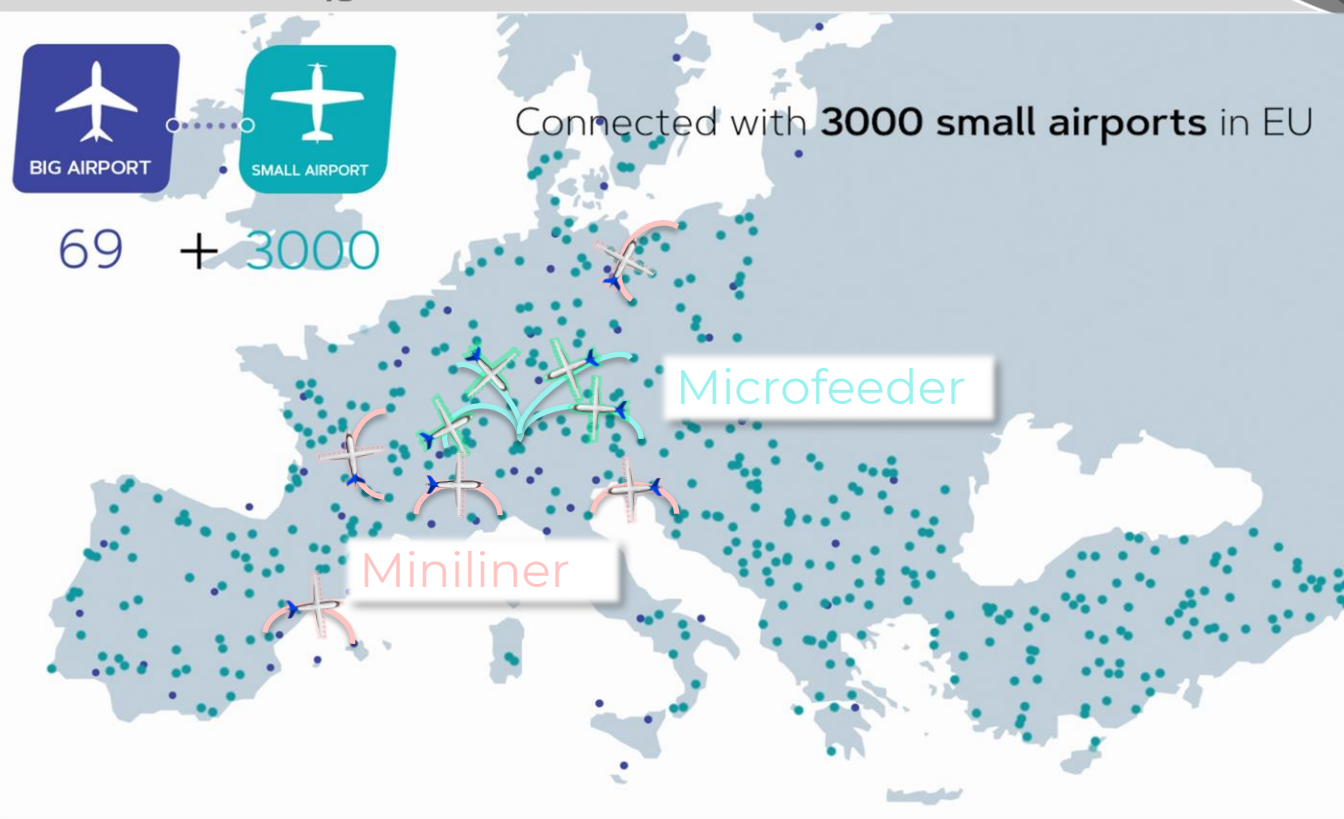 Connected with 3000 small airports in EU
BIG AIRPORT
SMALL AIRPORT
69 + 3000
Microfeeder
Miniliner